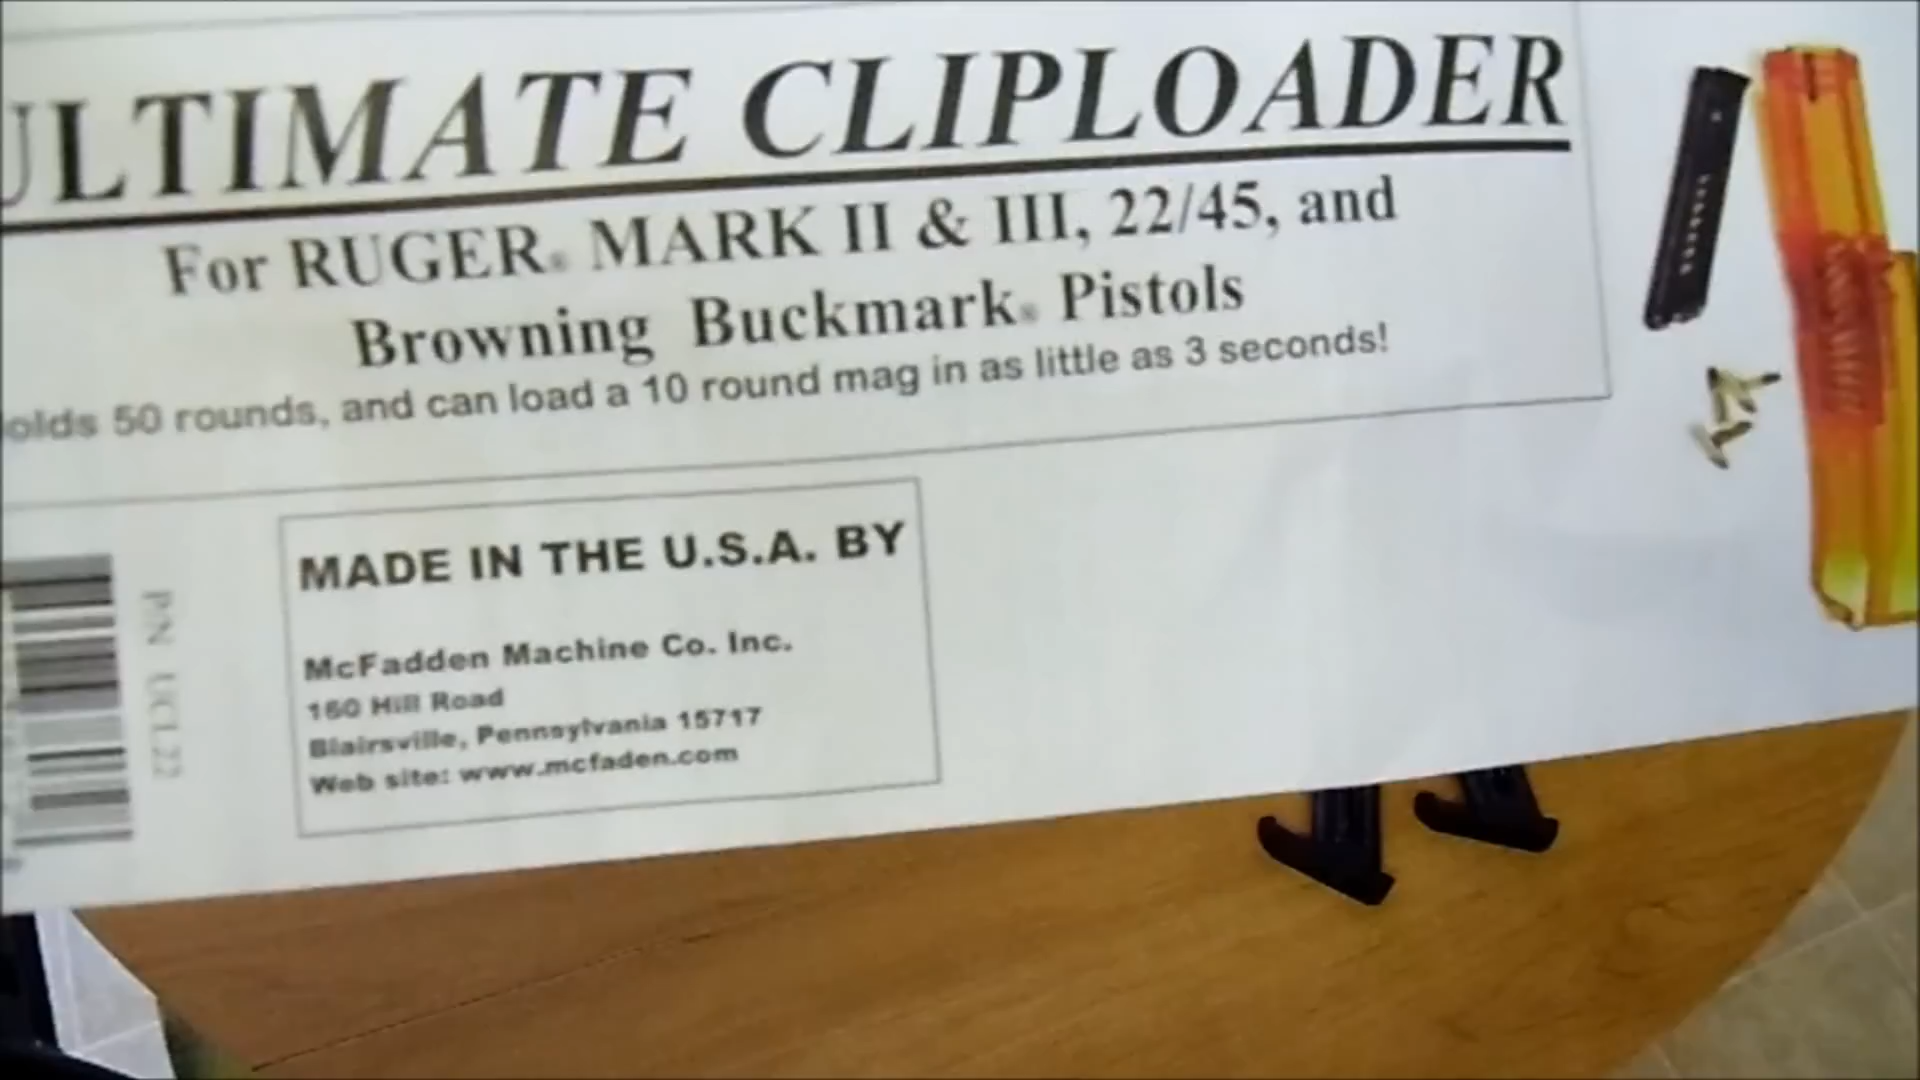 ULTIMATE CLIPLOADER
For RUGER® MARK II & III, 22/45, and
Browning Buckmark® Pistols
olds 50 rounds, and can load a 10 round mag in as little as 3 seconds!
MADE IN THE U.S.A. BY
McFadden Machine Co. Inc.
160 Hill Road
Blairsville, Pennsylvania 15717
Web site: www.mcfaden.com
PN UCL22